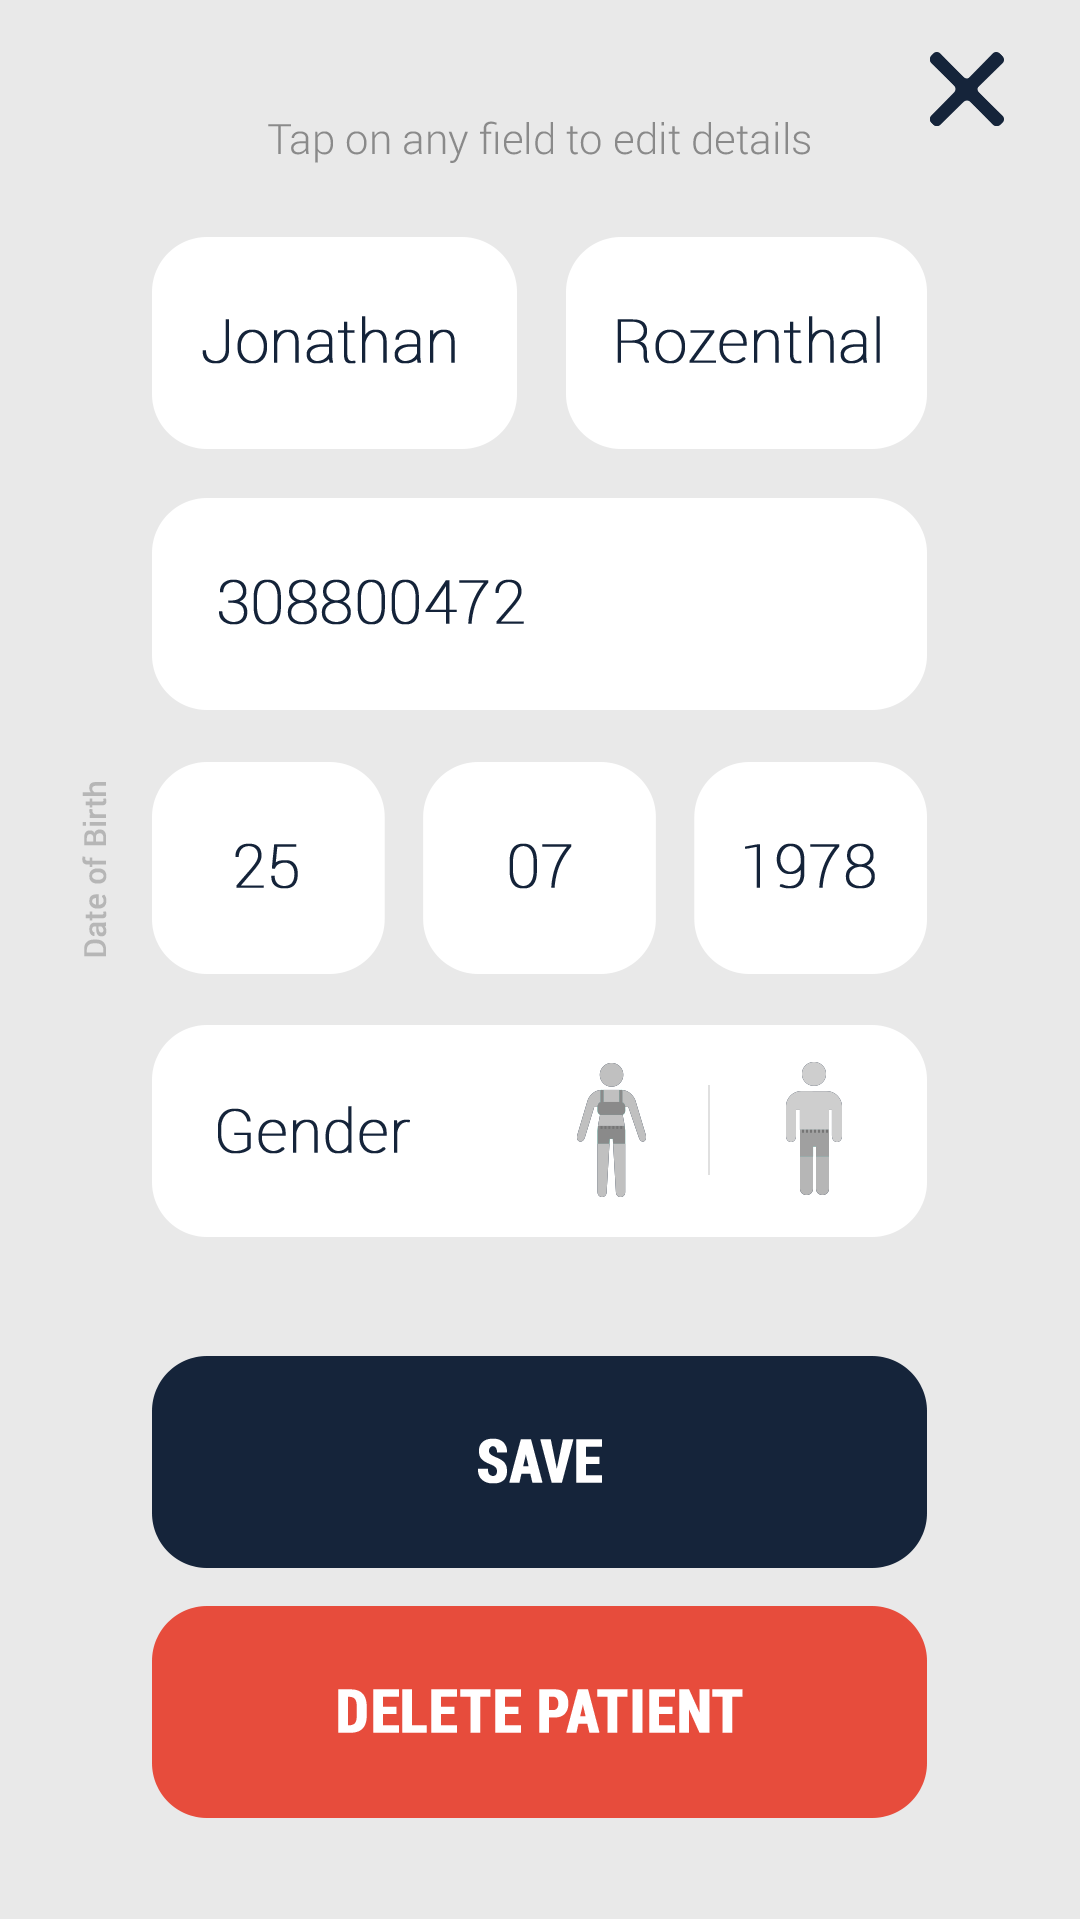 Tap on any field to edit details
Jonathan
Rozenthal
308800472
Date of Birth
25
07
1978
Gender
SAVE
DELETE PATIENT